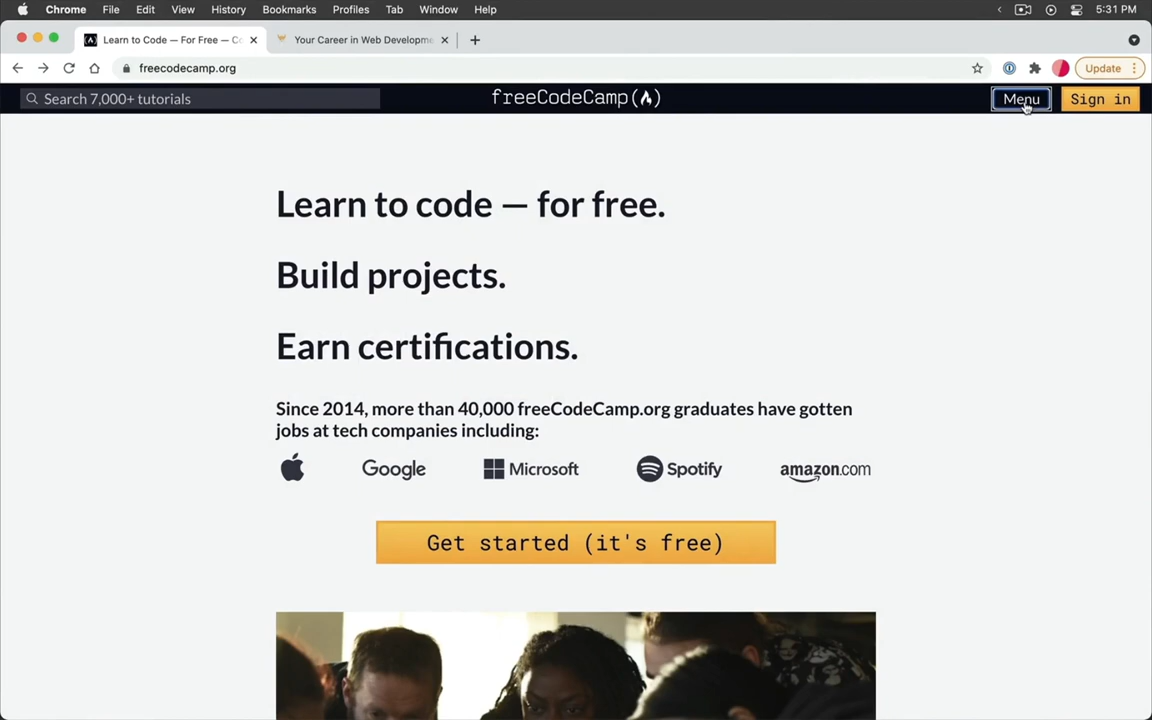 Chrome File Edit View History Bookmarks Profiles Tab Window Help 5:31 PM
Learn to Code — For Free — Co
Your Career in Web Developme
freecodecamp.org
Update
Search 7,000+ tutorials
freeCodeCamp(🔥)
Menu
Sign in
Learn to code — for free.
Build projects.
Earn certifications.
Since 2014, more than 40,000 freeCodeCamp.org graduates have gotten
jobs at tech companies including:
Google Microsoft Spotify amazon.com
Get started (it's free)